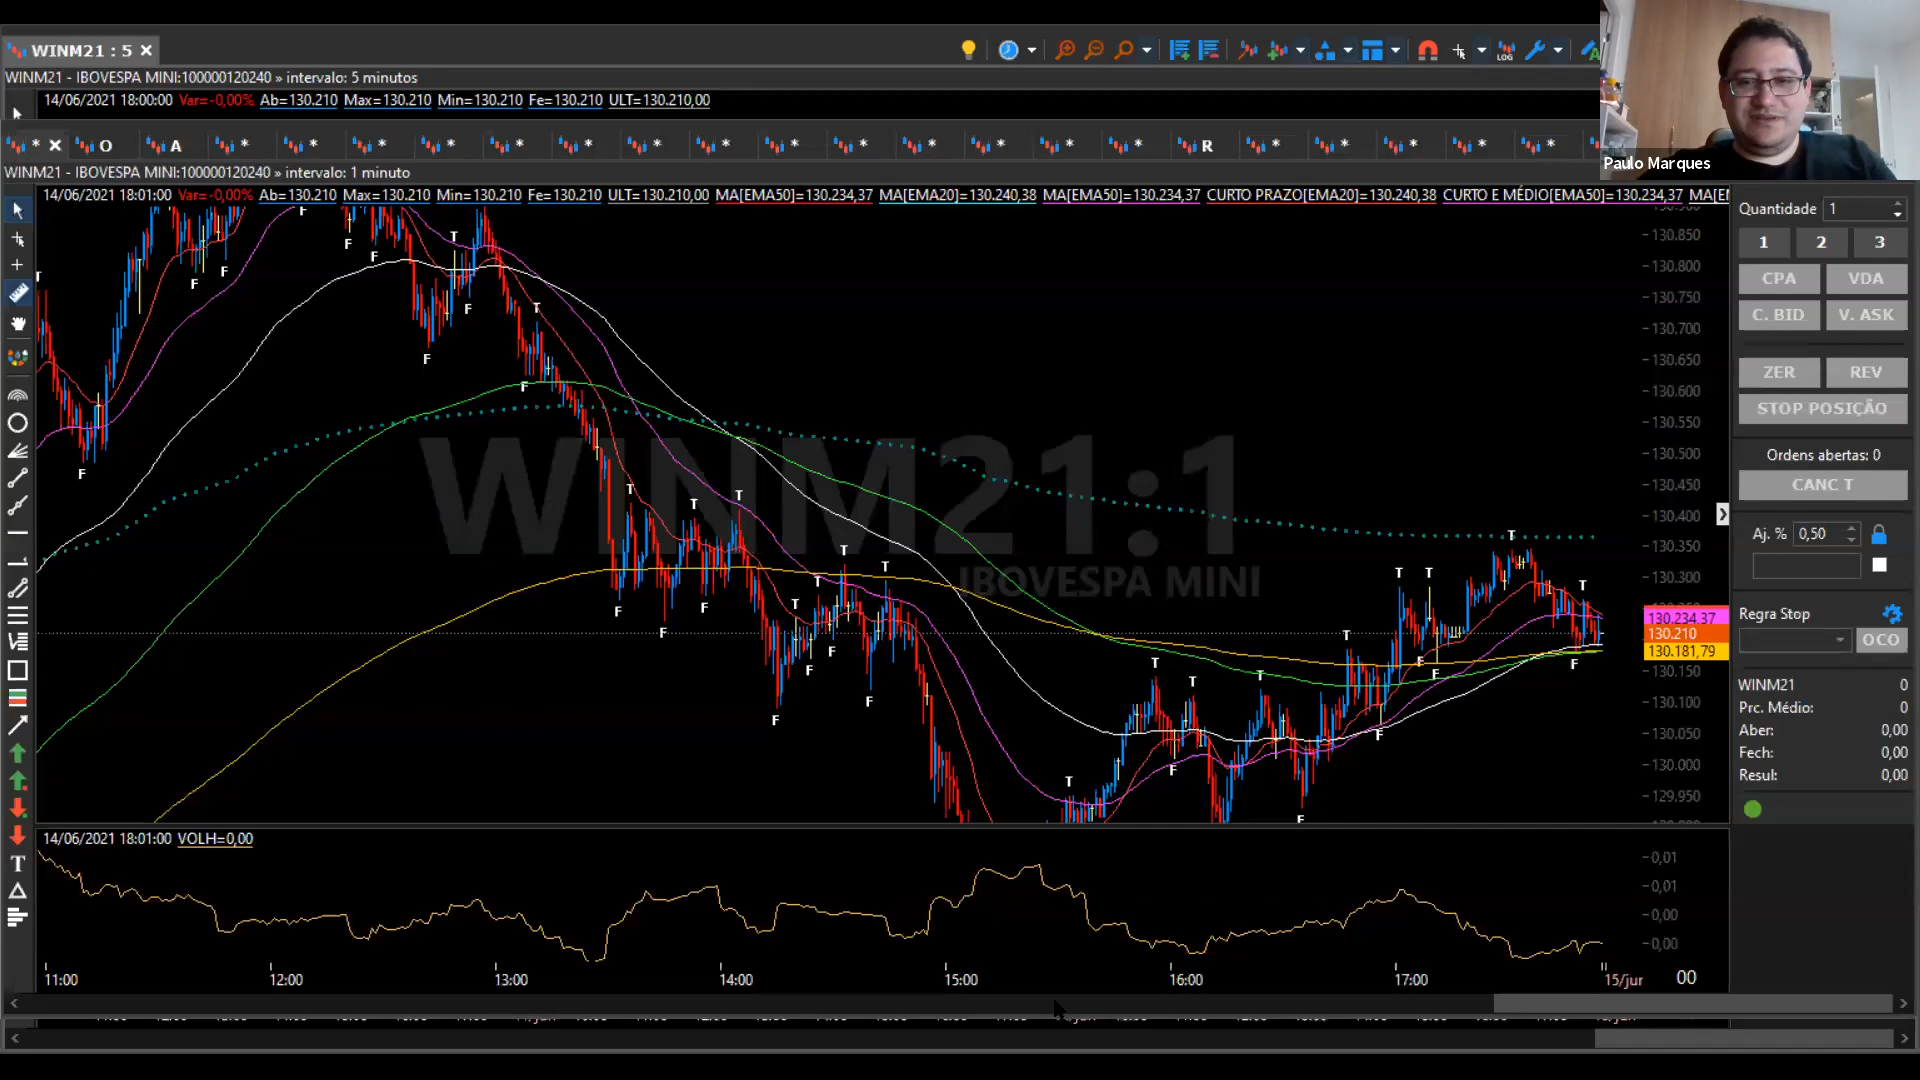 WINM21 : 5
WINM21 - IBOVESPA MINI:100000120240 » intervalo: 5 minutos
14/06/2021 18:00:00 Var=-0,00% Ab=130.210 Max=130.210 Min=130.210 Fe=130.210 ULT=130.210,00
LOG
Paulo Marques
* O A * * * * * * * * * * * * * * R * * * * *
WINM21 - IBOVESPA MINI:100000120240 » intervalo: 1 minuto
14/06/2021 18:01:00 Var=-0,00% Ab=130.210 Max=130.210 Min=130.210 Fe=130.210 ULT=130.210,00 MA[EMA50]=130.234,37 MA[EMA20]=130.240,38 MA[EMA50]=130.234,37 CURTO PRAZO[EMA20]=130.240,38 CURTO E MÉDIO[EMA50]=130.234,37
WINM21:1
IBOVESPA MINI
130.850
130.800
130.750
130.700
130.650
130.600
130.550
130.500
130.450
130.400
130.350
130.300
130.234,37
130.210
130.181,79
130.150
130.100
130.050
130.000
129.950
14/06/2021 18:01:00 VOLH=0,00
0,01
0,01
0,00
0,00
11:00 12:00 13:00 14:00 15:00 16:00 17:00 15/jur 00
Quantidade 1
1 2 3
CPA VDA
C. BID V. ASK
ZER REV
STOP POSIÇÃO
Ordens abertas: 0
CANC T
Aj. % 0,50
Regra Stop
OCO
WINM21 0
Prc. Médio: 0
Aber: 0,00
Fech: 0,00
Resul: 0,00